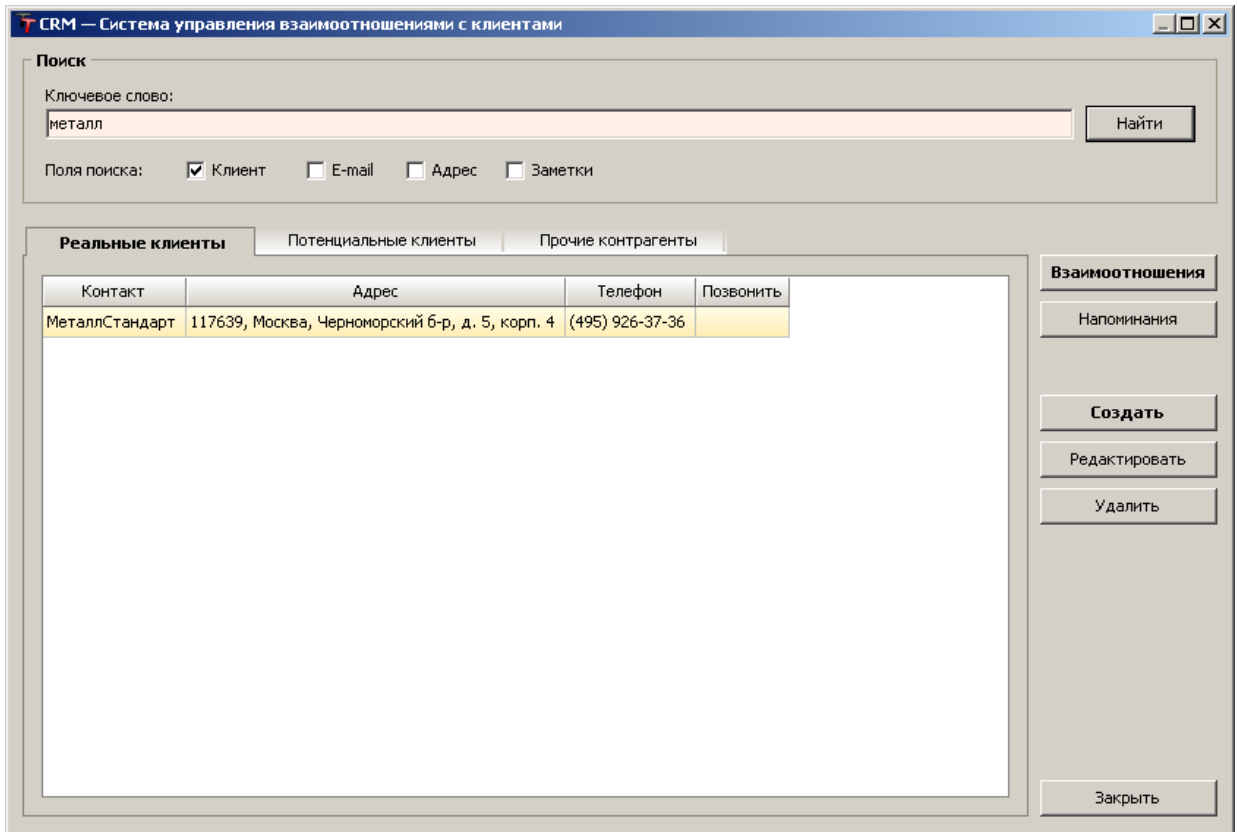 CRM — Система управления взаимоотношениями с клиентами
Поиск
Ключевое слово:
металл
Найти
Поля поиска: Клиент E-mail Адрес Заметки
Реальные клиенты Потенциальные клиенты Прочие контрагенты
Контакт Адрес Телефон Позвонить
МеталлСтандарт 117639, Москва, Черноморский б-р, д. 5, корп. 4 (495) 926-37-36
Взаимоотношения
Напоминания
Создать
Редактировать
Удалить
Закрыть